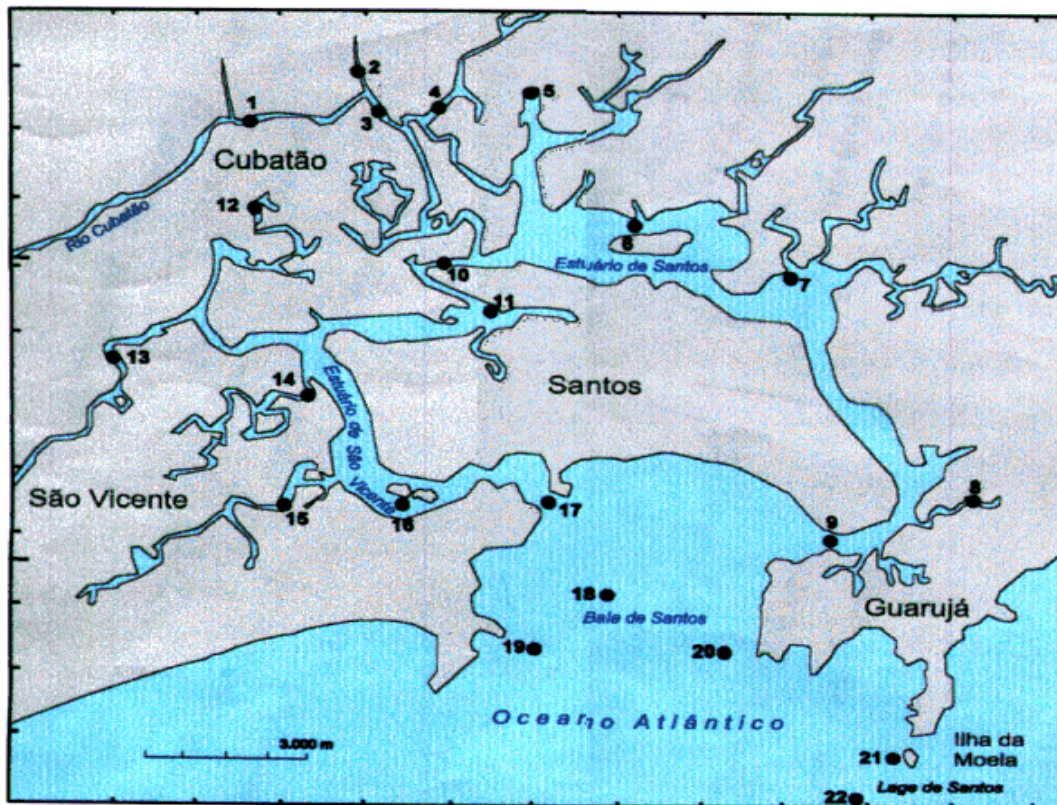 2
4
5
1
3
Cubatão
12
Rio Cubatão
6
Estuário de Santos
10
7
11
13
Santos
14
Estuário de São Vicente
São Vicente
15
16
17
8
9
18
Guarujá
Baía de Santos
19
20
Oceano Atlântico
3.000 m
Ilha da
Moela
21
Lage de Santos
22